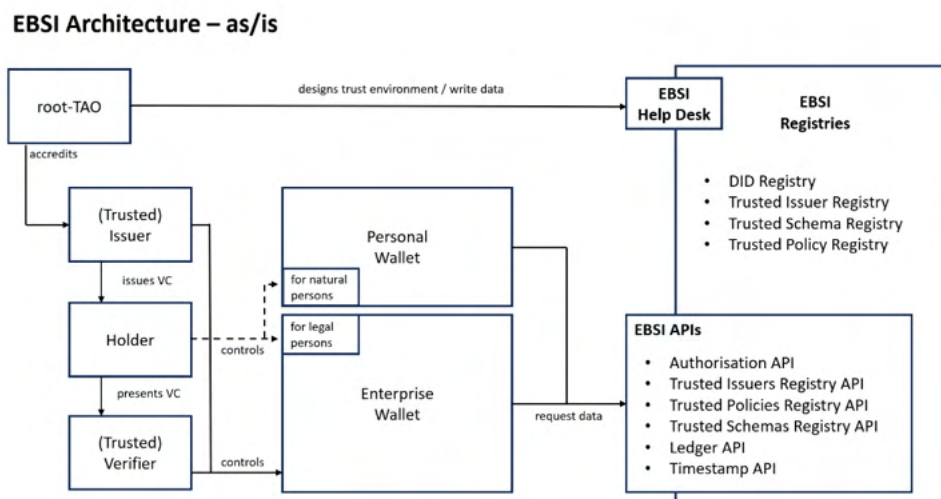 EBSI Architecture – as/is
root-TAO
designs trust environment / write data
EBSI
Help Desk
EBSI
Registries
accredits
• DID Registry
• Trusted Issuer Registry
• Trusted Schema Registry
• Trusted Policy Registry
(Trusted)
Issuer
issues VC
Holder
presents VC
(Trusted)
Verifier
controls
controls
Personal
Wallet
for natural
persons
for legal
persons
Enterprise
Wallet
request data
EBSI APIs
• Authorisation API
• Trusted Issuers Registry API
• Trusted Policies Registry API
• Trusted Schemas Registry API
• Ledger API
• Timestamp API